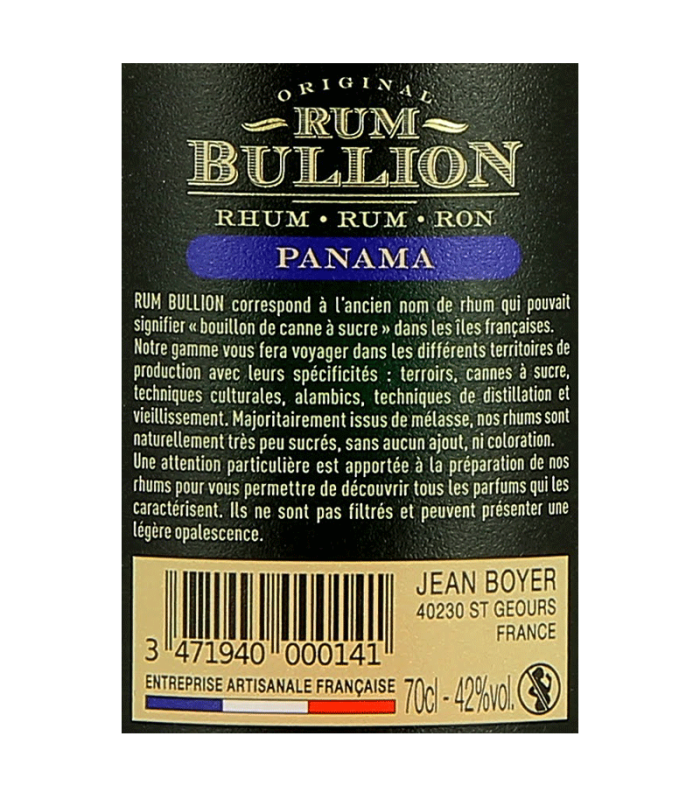 ORIGINAL
RUM
BULLION
RHUM • RUM • RON
PANAMA
RUM BULLION correspond à l'ancien nom de rhum qui pouvait
signifier « bouillon de canne à sucre » dans les îles françaises.
Notre gamme vous fera voyager dans les différents territoires de
production avec leurs spécificités : terroirs, cannes à sucre,
techniques culturales, alambics, techniques de distillation et
vieillissement. Majoritairement issus de mélasse, nos rhums sont
naturellement très peu sucrés, sans aucun ajout, ni coloration.
Une attention particulière est apportée à la préparation de nos
rhums pour vous permettre de découvrir tous les parfums qui les
caractérisent. Ils ne sont pas filtrés et peuvent présenter une
légère opalescence.
JEAN BOYER
40230 ST GEOURS
FRANCE
3 471940 000141
ENTREPRISE ARTISANALE FRANÇAISE
70cl - 42%vol.